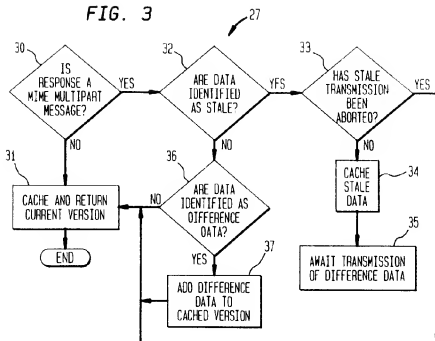 FIG. 3
27
30
IS
RESPONSE A
MIME MULTIPART
MESSAGE?
YES
NO
32
ARE DATA
IDENTIFIED
AS STALE?
YES
NO
33
HAS STALE
TRANSMISSION
BEEN
ABORTED?
YES
NO
31
CACHE AND RETURN
CURRENT VERSION
END
36
ARE DATA
IDENTIFIED AS
DIFFERENCE
DATA?
NO
YES
34
CACHE
STALE
DATA
35
AWAIT TRANSMISSION
OF DIFFERENCE DATA
37
ADD DIFFERENCE
DATA TO
CACHED VERSION